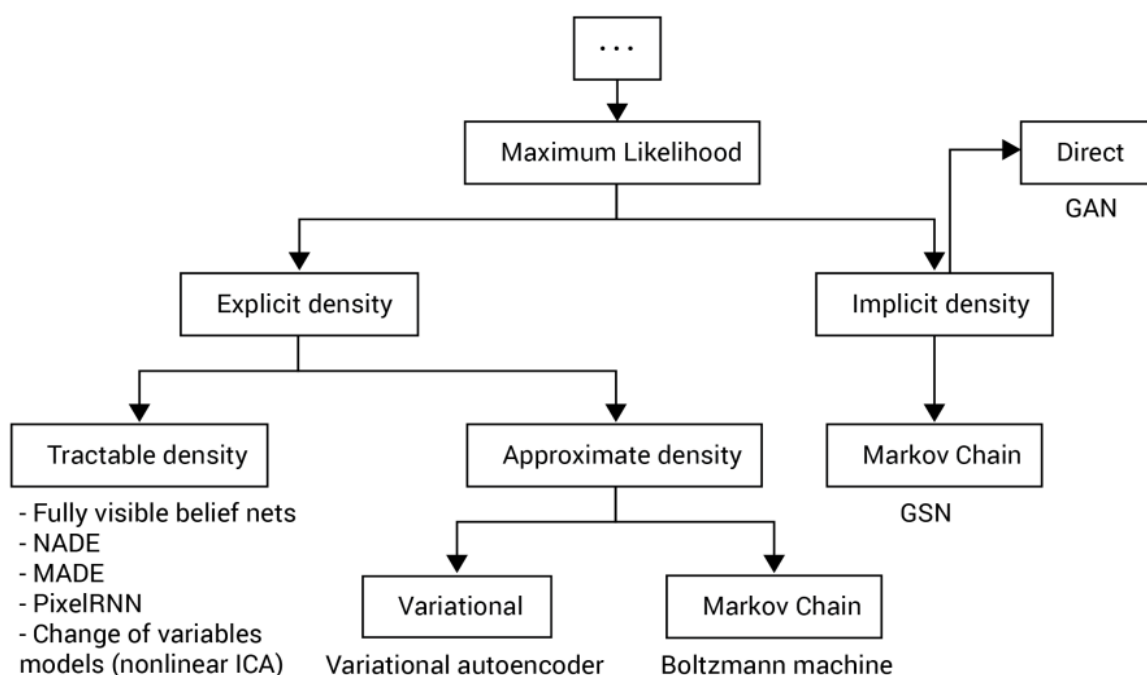 ...
Maximum Likelihood
Direct
GAN
Explicit density
Implicit density
Tractable density
Approximate density
Markov Chain
- Fully visible belief nets
- NADE
- MADE
- PixelRNN
- Change of variables
models (nonlinear ICA)
GSN
Variational
Markov Chain
Variational autoencoder
Boltzmann machine